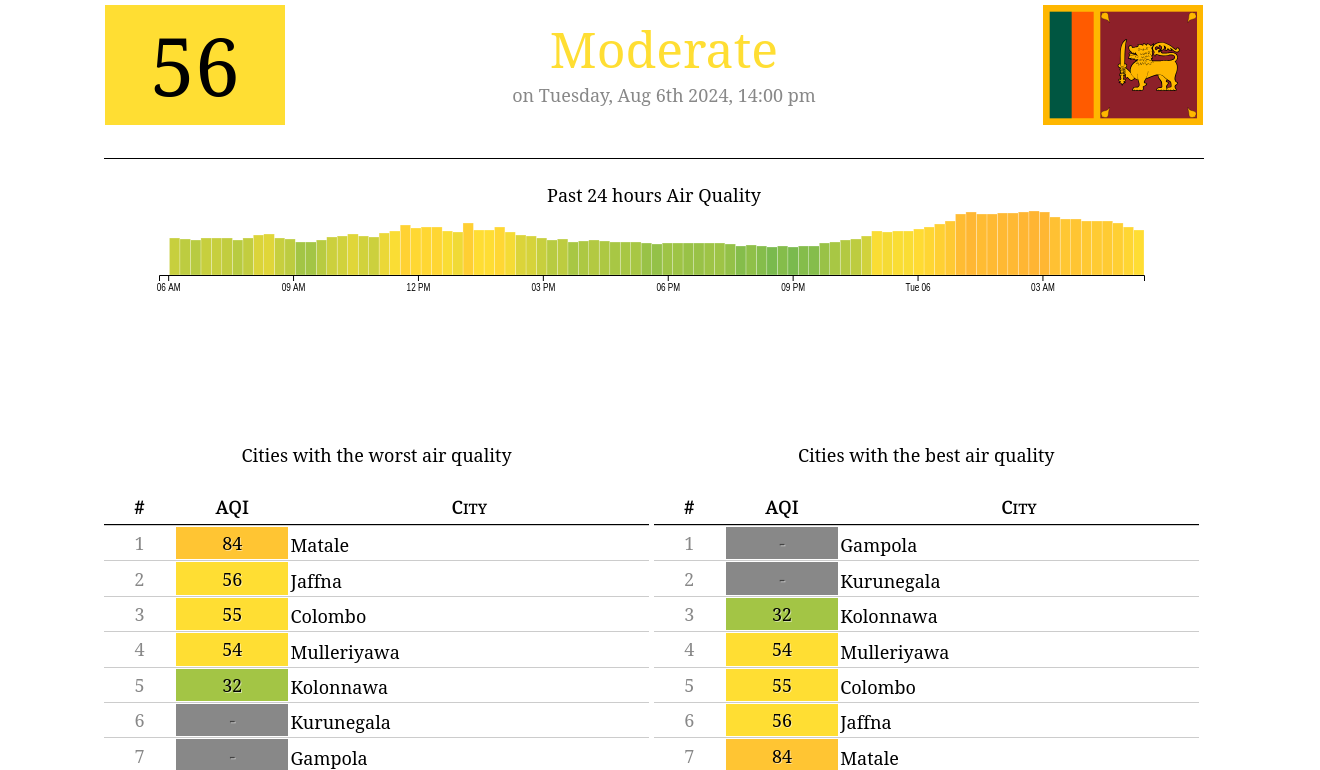 56
Moderate
on Tuesday, Aug 6th 2024, 14:00 pm
Past 24 hours Air Quality
06 AM 09 AM 12 PM 03 PM 06 PM 09 PM Tue 06 03 AM
Cities with the worst air quality
# AQI City
1 84 Matale
2 56 Jaffna
3 55 Colombo
4 54 Mulleriyawa
5 32 Kolonnawa
6 - Kurunegala
7 - Gampola
Cities with the best air quality
# AQI City
1 - Gampola
2 - Kurunegala
3 32 Kolonnawa
4 54 Mulleriyawa
5 55 Colombo
6 56 Jaffna
7 84 Matale